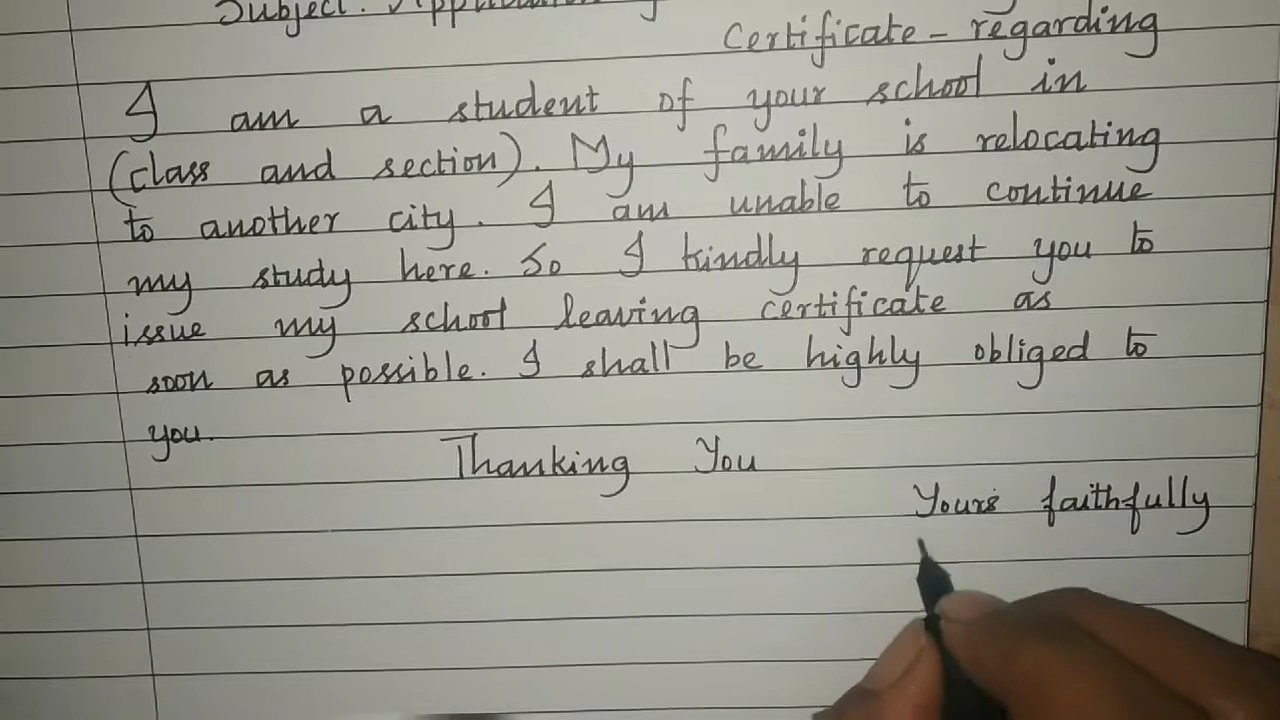 Subject: Application
Certificate - regarding
I am a student of your school in
(class and section). My family is relocating
to another city. I am unable to continue
my study here. So I kindly request you to
issue my school leaving certificate as
soon as possible. I shall be highly obliged to
you.
Thanking You
Yours faithfully